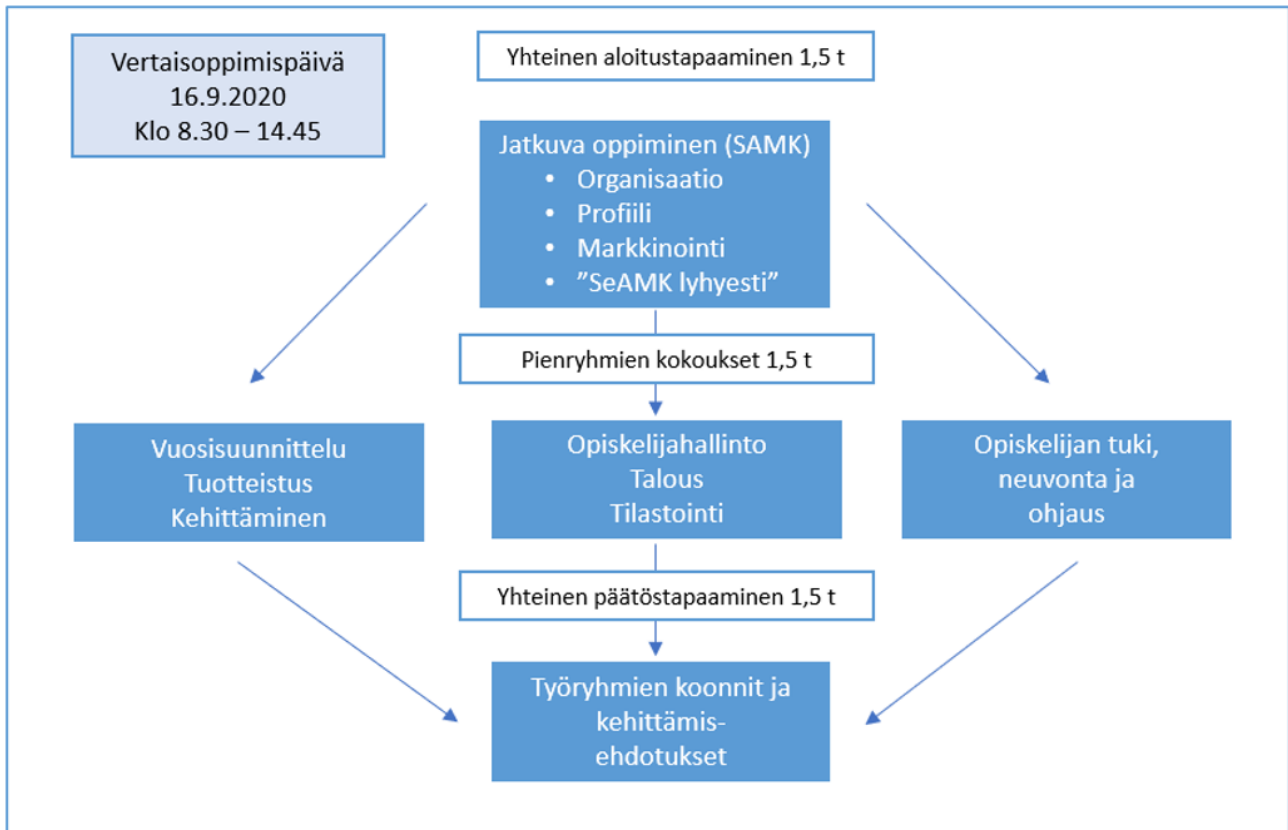 Vertaisoppimispäivä
16.9.2020
Klo 8.30 – 14.45
Yhteinen aloitustapaaminen 1,5 t
Jatkuva oppiminen (SAMK)
• Organisaatio
• Profiili
• Markkinointi
• ”SeAMK lyhyesti”
Pienryhmien kokoukset 1,5 t
Vuosisuunnittelu
Tuotteistus
Kehittäminen
Opiskelijahallinto
Talous
Tilastointi
Opiskelijan tuki,
neuvonta ja
ohjaus
Yhteinen päätöstapaaminen 1,5 t
Työryhmien koonnit ja
kehittämis-
ehdotukset